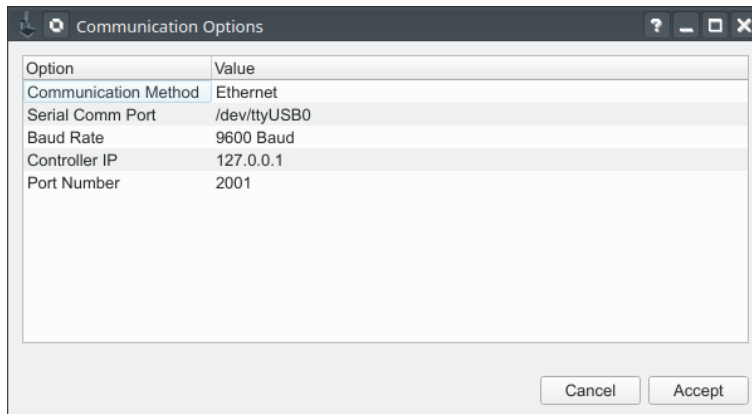 Communication Options
Option Value
Communication Method Ethernet
Serial Comm Port /dev/ttyUSB0
Baud Rate 9600 Baud
Controller IP 127.0.0.1
Port Number 2001
Cancel Accept